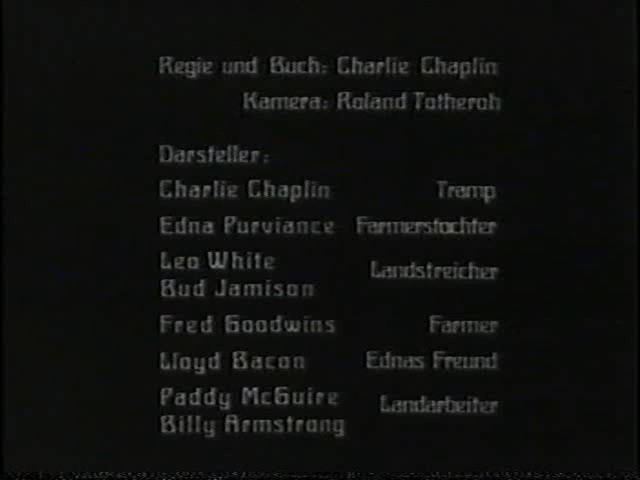 Regie und Buch: Charlie Chaplin
Kamera: Roland Totheroh
Darsteller:
Charlie Chaplin Tramp
Edna Purviance Farmerstochter
Leo White
Landstreicher
Bud Jamison
Fred Goodwins Farmer
Lloyd Bacon Ednas Freund
Paddy McGuire
Landarbeiter
Billy Armstrong